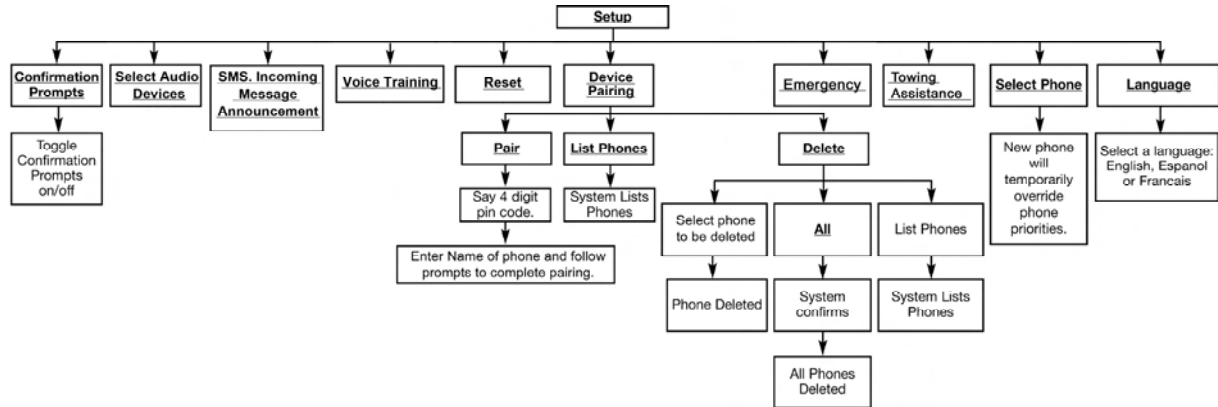 Setup
Confirmation
Prompts
Select Audio
Devices
SMS. Incoming
Message
Announcement
Voice Training
Reset
Device
Pairing
Emergency
Towing
Assistance
Select Phone
Language
Toggle
Confirmation
Prompts
on/off
Pair
List Phones
Delete
New phone
will
temporarily
override
phone
priorities.
Select a language:
English, Espanol
or Francais
Say 4 digit
pin code.
System Lists
Phones
Select phone
to be deleted
All
List Phones
Enter Name of phone and follow
prompts to complete pairing.
Phone Deleted
System
confirms
System Lists
Phones
All Phones
Deleted